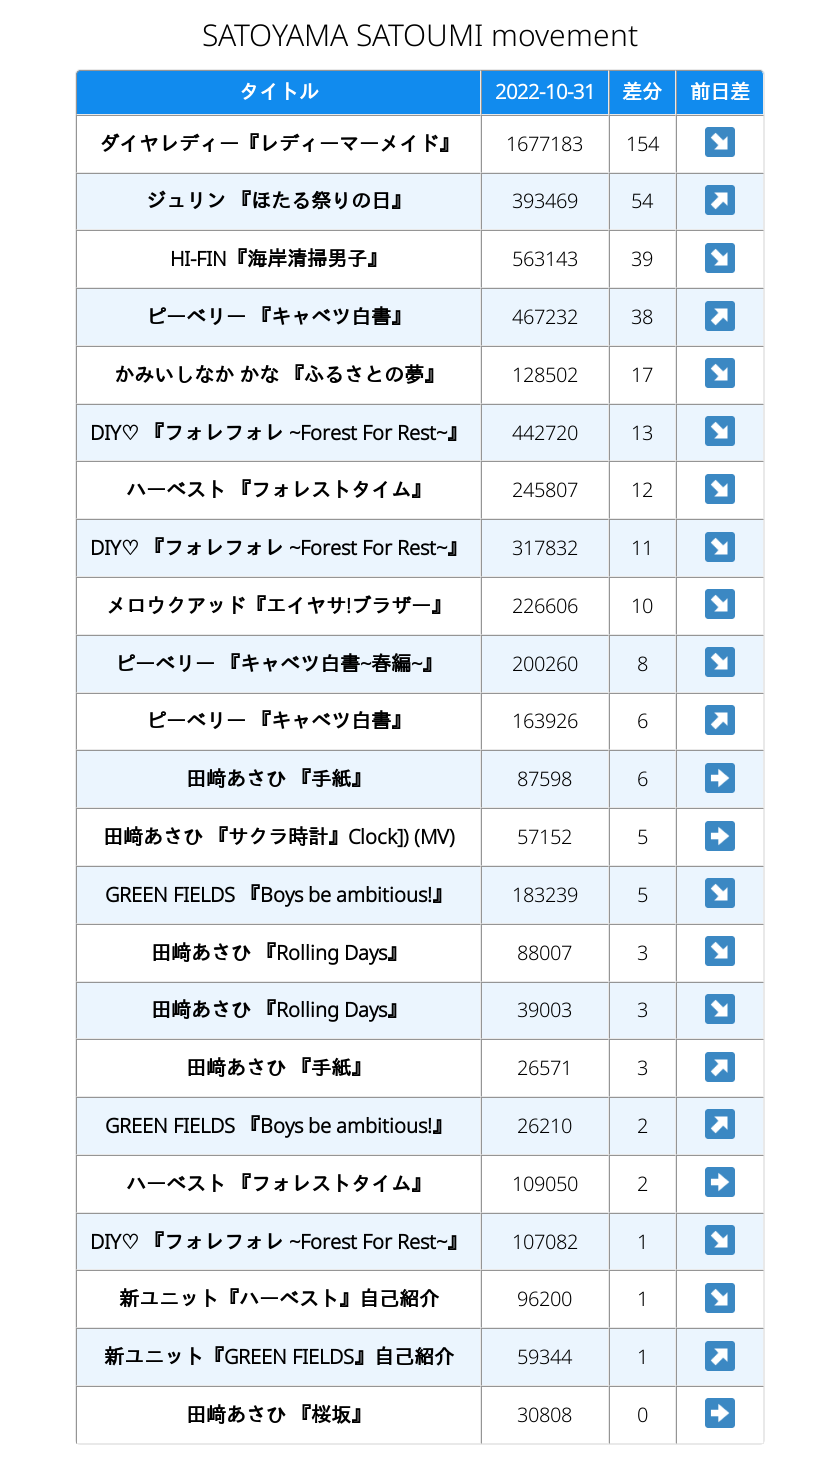 SATOYAMA SATOUMI movement
タイトル 2022-10-31 差分 前日差
ダイヤレディー『レディーマーメイド』 1677183 154 ↘
ジュリン 『ほたる祭りの日』 393469 54 ↗
HI-FIN『海岸清掃男子』 563143 39 ↘
ピーベリー 『キャベツ白書』 467232 38 ↗
かみいしなか かな 『ふるさとの夢』 128502 17 ↘
DIY♡ 『フォレフォレ ~Forest For Rest~』 442720 13 ↘
ハーベスト 『フォレストタイム』 245807 12 ↘
DIY♡ 『フォレフォレ ~Forest For Rest~』 317832 11 ↘
メロウクアッド『エイヤサ!ブラザー』 226606 10 ↘
ピーベリー 『キャベツ白書~春編~』 200260 8 ↘
ピーベリー 『キャベツ白書』 163926 6 ↗
田﨑あさひ 『手紙』 87598 6 ➡
田﨑あさひ 『サクラ時計』Clock]) (MV) 57152 5 ➡
GREEN FIELDS 『Boys be ambitious!』 183239 5 ↘
田﨑あさひ 『Rolling Days』 88007 3 ↘
田﨑あさひ 『Rolling Days』 39003 3 ↘
田﨑あさひ 『手紙』 26571 3 ↗
GREEN FIELDS 『Boys be ambitious!』 26210 2 ↗
ハーベスト 『フォレストタイム』 109050 2 ➡
DIY♡ 『フォレフォレ ~Forest For Rest~』 107082 1 ↘
新ユニット『ハーベスト』自己紹介 96200 1 ↘
新ユニット『GREEN FIELDS』自己紹介 59344 1 ↗
田﨑あさひ 『桜坂』 30808 0 ➡